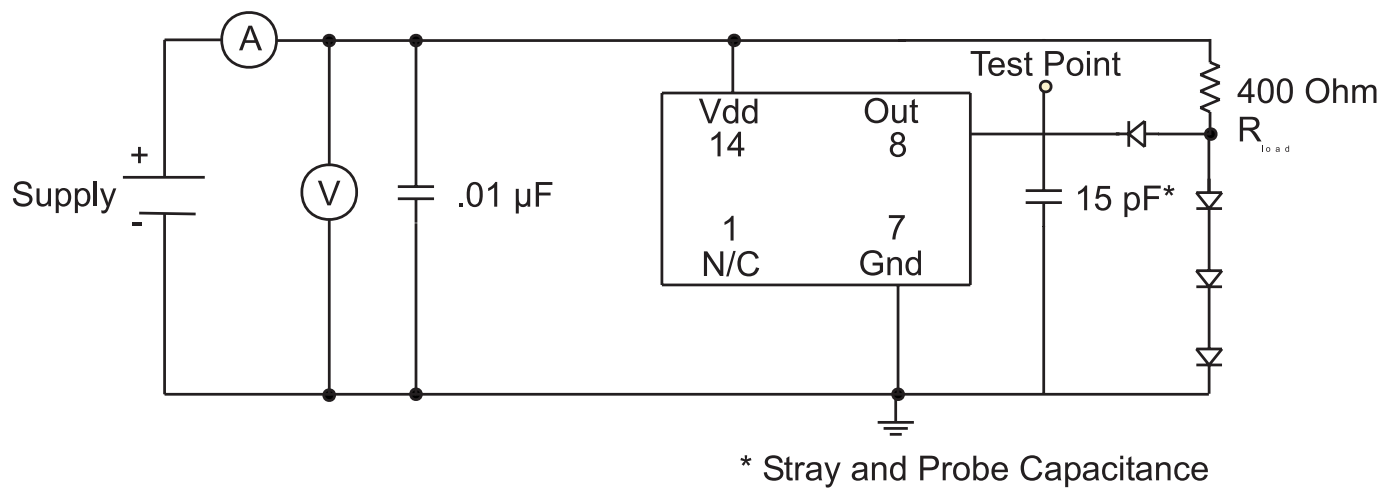 A
Test Point
400 Ohm
R load
Vdd
14
Out
8
+
Supply
-
V
.01 µF
15 pF*
1
N/C
7
Gnd
* Stray and Probe Capacitance